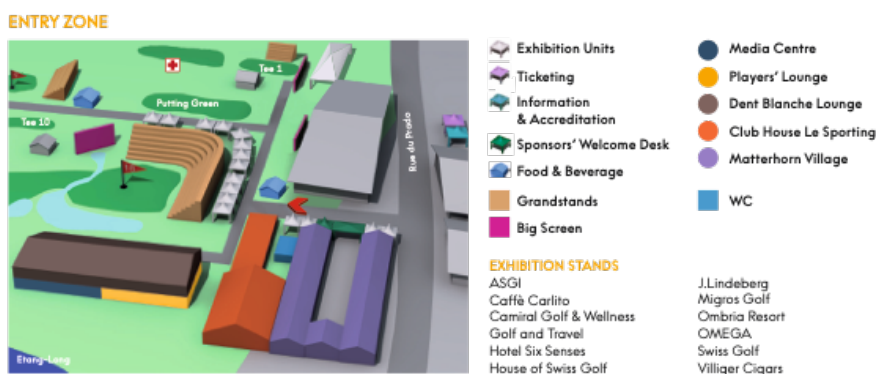 ENTRY ZONE
Tee 1
Putting Green
Tee 10
Rue du Prado
Etang-Long
Exhibition Units
Ticketing
Information
& Accreditation
Sponsors' Welcome Desk
Food & Beverage
Grandstands
Big Screen
Media Centre
Players' Lounge
Dent Blanche Lounge
Club House Le Sporting
Matterhorn Village
WC
EXHIBITION STANDS
ASGI
Caffè Carlito
Camiral Golf & Wellness
Golf and Travel
Hotel Six Senses
House of Swiss Golf
J.Lindeberg
Migros Golf
Ombria Resort
OMEGA
Swiss Golf
Villiger Cigars